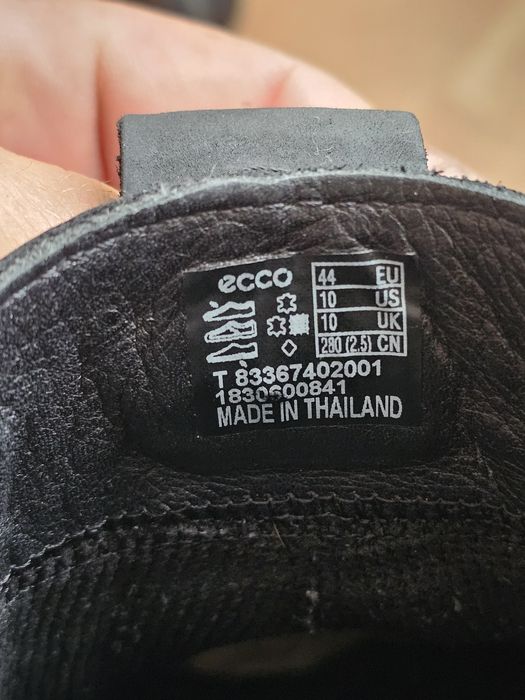 ecco
44 EU
10 US
10 UK
280 (2.5) CN
T 83367402001
1830600841
MADE IN THAILAND